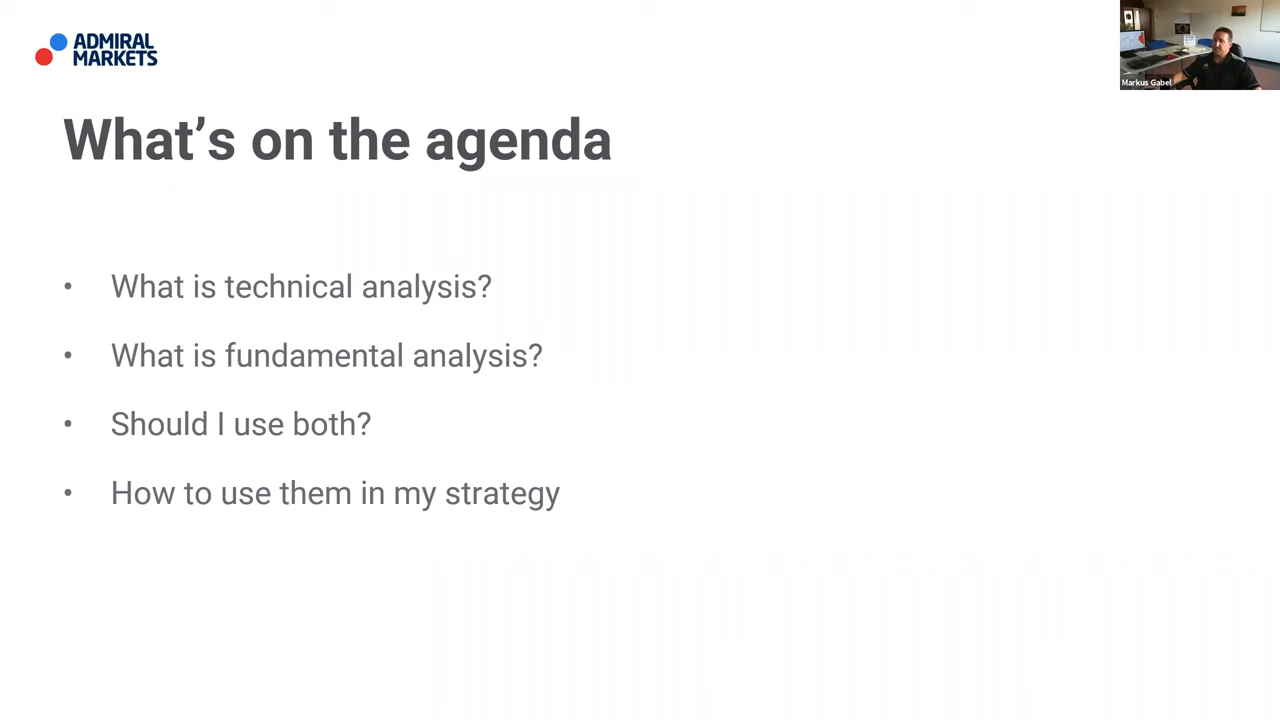 ADMIRAL
MARKETS
Markus Gabel
What’s on the agenda
• What is technical analysis?
• What is fundamental analysis?
• Should I use both?
• How to use them in my strategy